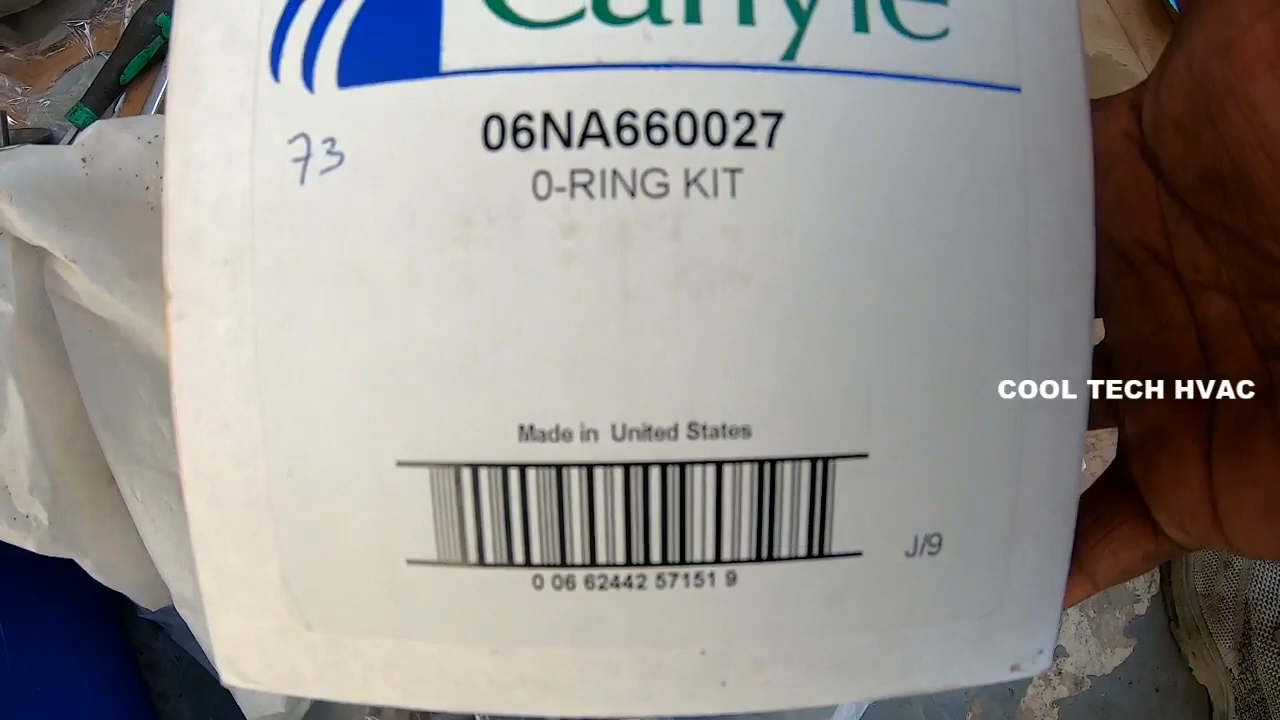 Carlyle
06NA660027
73
0-RING KIT
COOL TECH HVAC
Made in United States
J/9
0 06 62442 57151 9